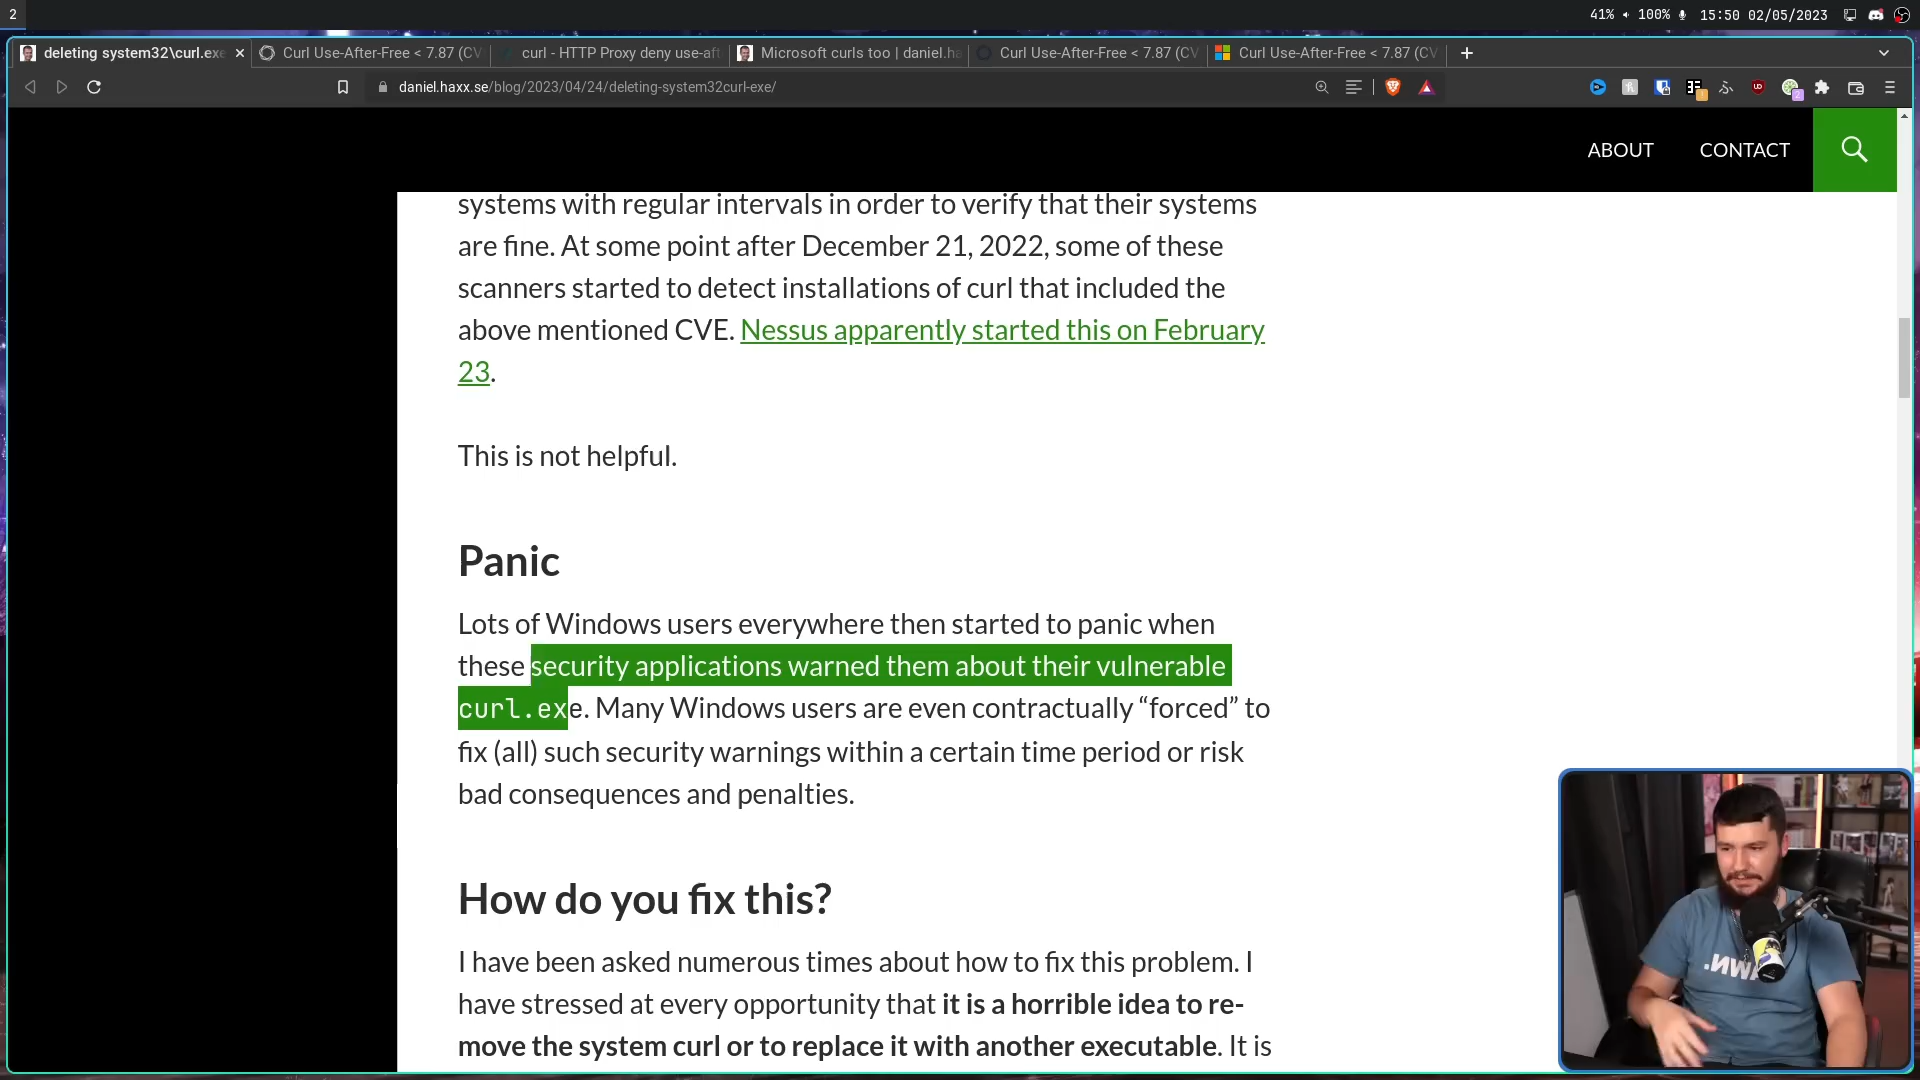 2
41% 100% 15:50 02/05/2023
deleting system32\curl.exe
Curl Use-After-Free < 7.87 (CV
curl - HTTP Proxy deny use-aft
Microsoft curls too | daniel.ha
Curl Use-After-Free < 7.87 (CV
Curl Use-After-Free < 7.87 (CV
daniel.haxx.se/blog/2023/04/24/deleting-system32curl-exe/
ABOUT CONTACT
systems with regular intervals in order to verify that their systems
are fine. At some point after December 21, 2022, some of these
scanners started to detect installations of curl that included the
above mentioned CVE. Nessus apparently started this on February
23.
This is not helpful.
Panic
Lots of Windows users everywhere then started to panic when
these security applications warned them about their vulnerable
curl.exe. Many Windows users are even contractually “forced” to
fix (all) such security warnings within a certain time period or risk
bad consequences and penalties.
How do you fix this?
I have been asked numerous times about how to fix this problem. I
have stressed at every opportunity that it is a horrible idea to re-
move the system curl or to replace it with another executable. It is